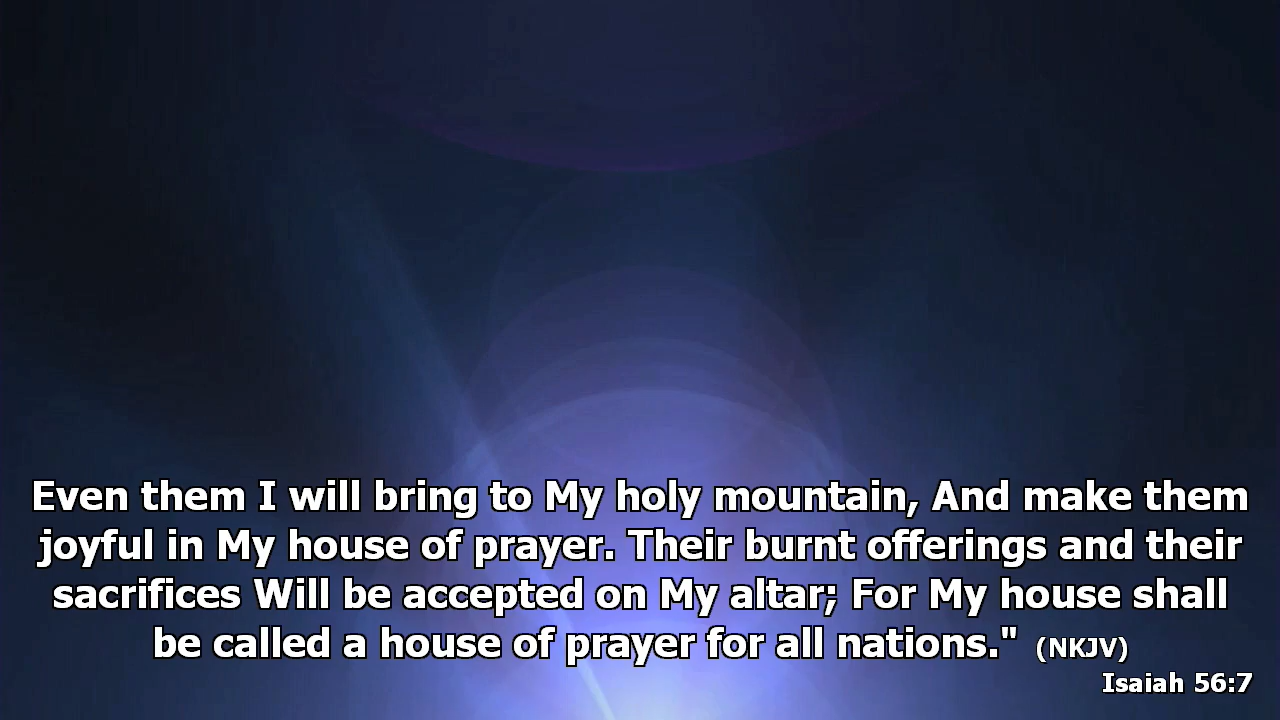 Even them I will bring to My holy mountain, And make them
joyful in My house of prayer. Their burnt offerings and their
sacrifices Will be accepted on My altar; For My house shall
be called a house of prayer for all nations." (NKJV)
Isaiah 56:7